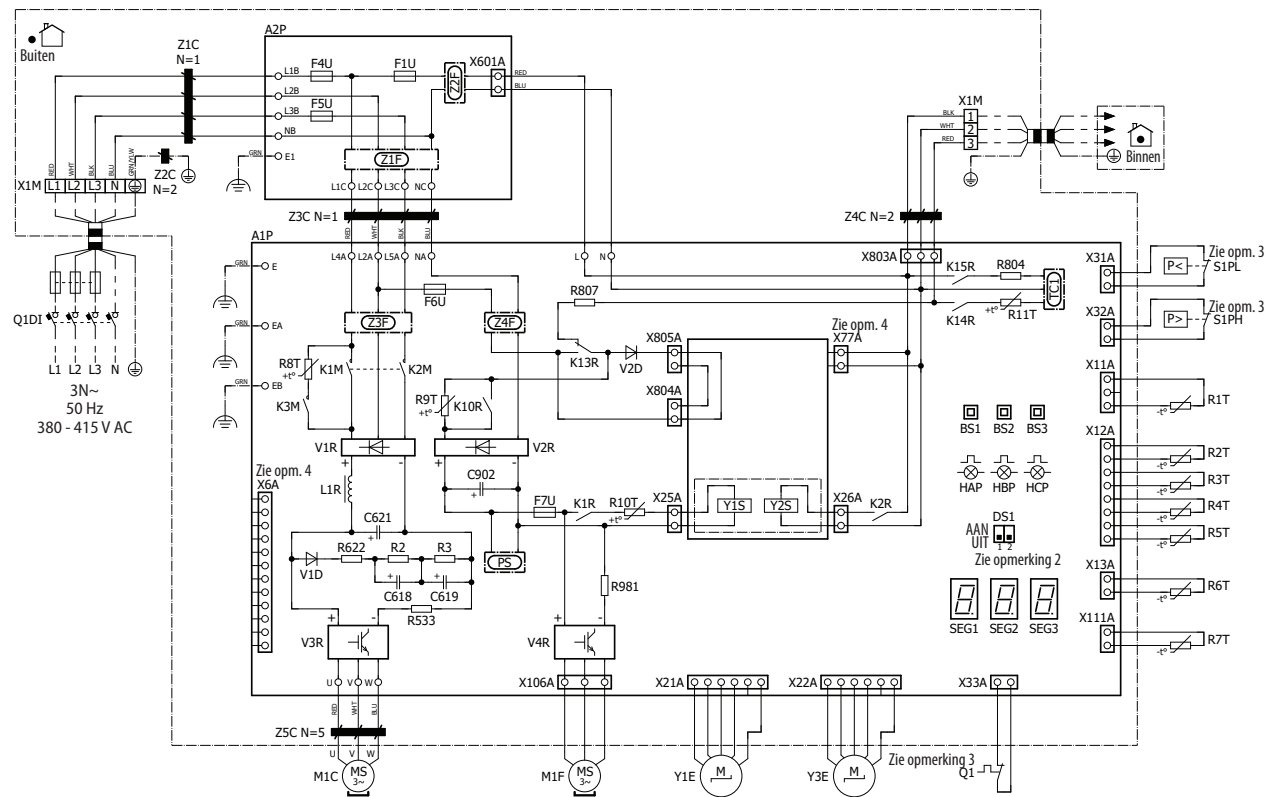 Buiten
Z1C
N=1
A2P
L1B
F4U
F1U
Z2F
X601A
RED
BLU
L2B
L3B
F5U
NB
GRN
E1
Z1F
L1C
L2C
L3C
NC
RED
WHT
BLK
BLU
GRN/YLW
Z2C
N=2
X1M
L1
L2
L3
N
Z3C N=1
RED
WHT
BLK
BLU
X1M
BLK
1
WHT
2
RED
3
Binnen
Z4C N=2
A1P
GRN
E
L4A
L2A
L5A
NA
L
N
X803A
F6U
R807
K15R
R804
TC1
K14R
+t°
R11T
X31A
Zie opm. 3
P<
S1PL
X32A
Zie opm. 3
P>
S1PH
Q1DI
L1
L2
L3
N
3N~
50 Hz
380 - 415 V AC
GRN
EA
GRN
EB
Z3F
Z4F
R8T
+t°
K1M
K2M
K3M
K13R
V2D
X805A
X804A
Zie opm. 4
X77A
R9T
+t°
K10R
V1R
+
-
V2R
+
-
X11A
-t°
R1T
BS1
BS2
BS3
HAP
HBP
HCP
X12A
-t°
R2T
-t°
R3T
-t°
R4T
-t°
R5T
Zie opm. 4
X6A
L1R
C902
+
F7U
K1R
R10T
+t°
X25A
Y1S
Y2S
X26A
K2R
DS1
AAN
UIT
1 2
Zie opmerking 2
C621
+
PS
V1D
R622
R2
R3
+
C618
+
C619
R533
R981
X13A
-t°
R6T
SEG1
SEG2
SEG3
X111A
-t°
R7T
V3R
+
-
V4R
+
-
U
V
W
RED
WHT
BLU
X106A
X21A
X22A
X33A
Z5C N=5
U
V
W
M1C
MS
3~
M1F
MS
3~
Y1E
M
Y3E
M
Zie opmerking 3
Q1